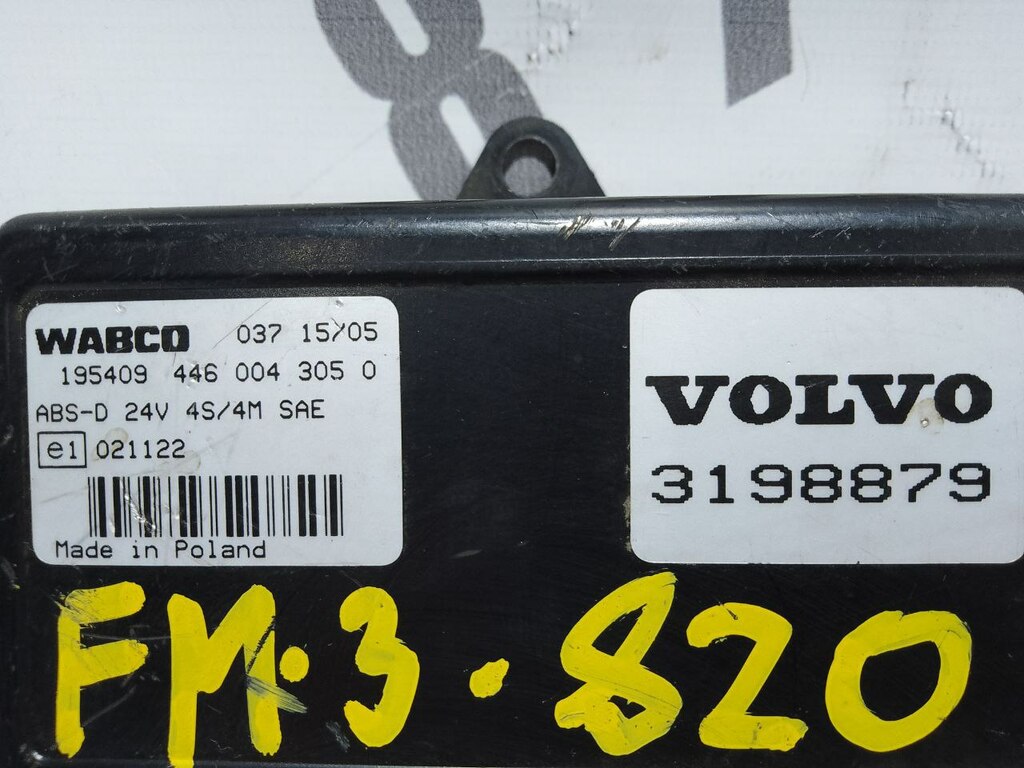 WABCO 037 15/05
195409 446 004 305 0
ABS-D 24V 4S/4M SAE
e1 021122
Made in Poland
VOLVO
3198879
FM.3.820